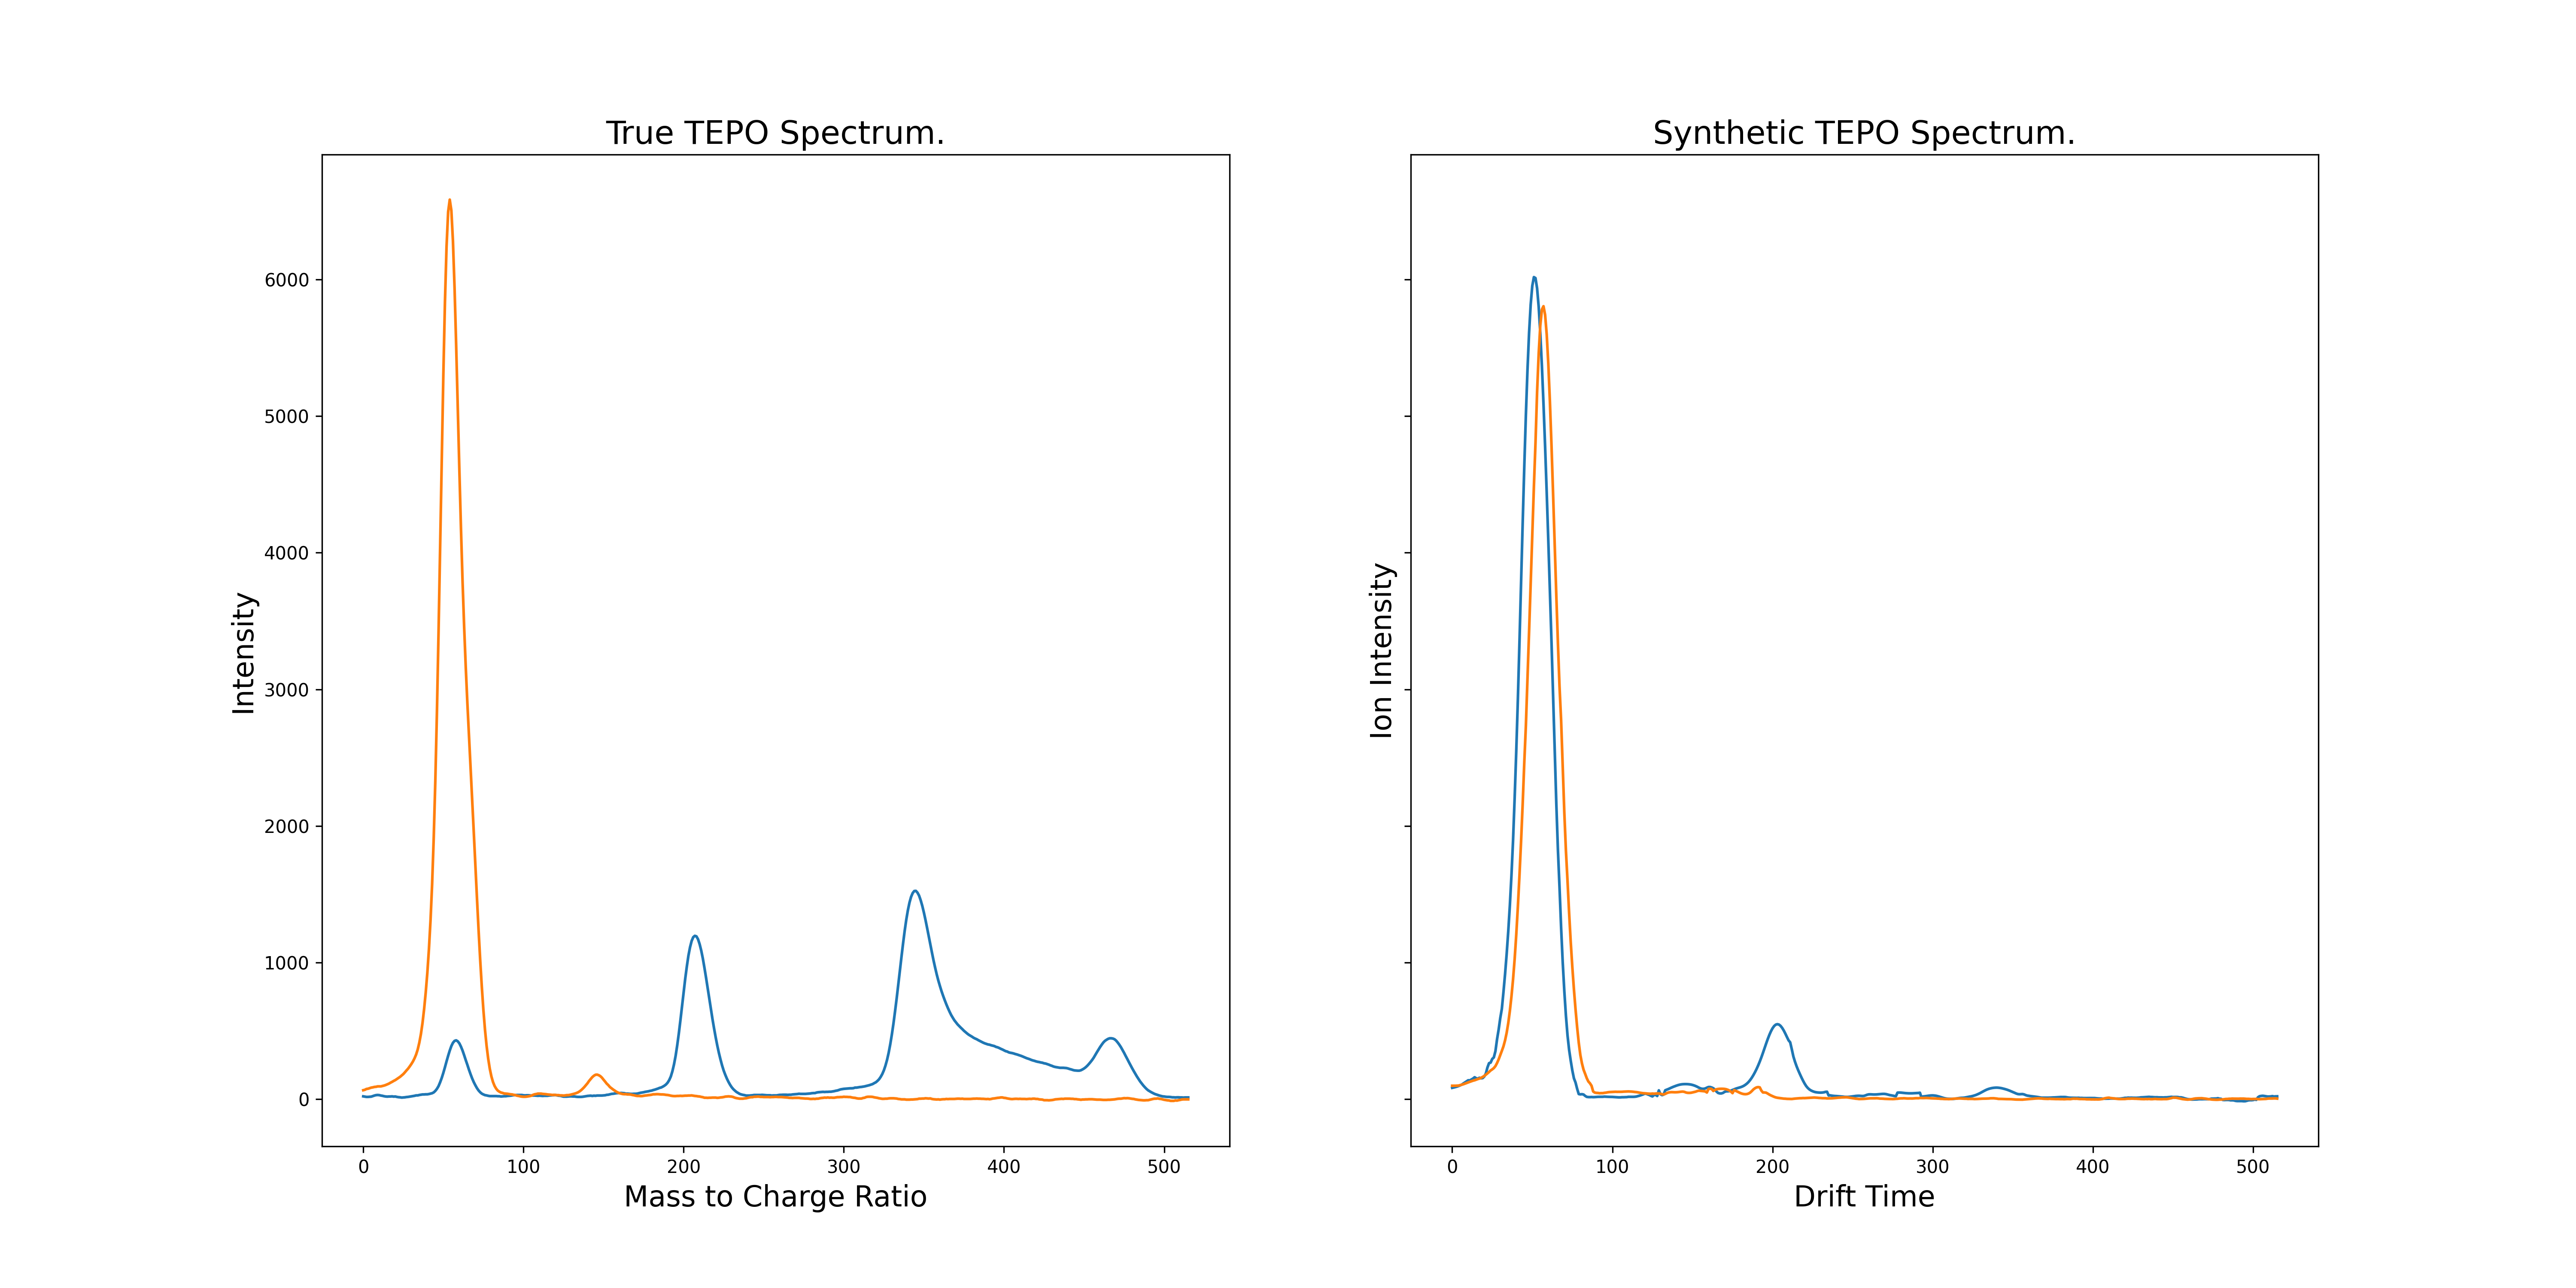 True TEPO Spectrum.
Intensity
6000
5000
4000
3000
2000
1000
0
0 100 200 300 400 500
Mass to Charge Ratio
Synthetic TEPO Spectrum.
Ion Intensity
0 100 200 300 400 500
Drift Time